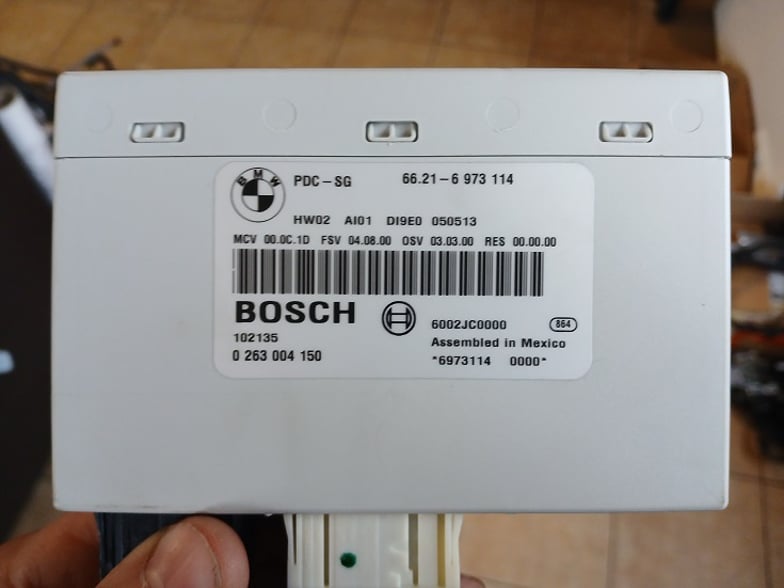 BMW
PDC-SG 66.21-6 973 114
HW02 AI01 DI9E0 050513
MCV 00.0C.1D FSV 04.08.00 OSV 03.03.00 RES 00.00.00
BOSCH
6002JC0000 864
102135
Assembled in Mexico
0 263 004 150
*6973114 0000*